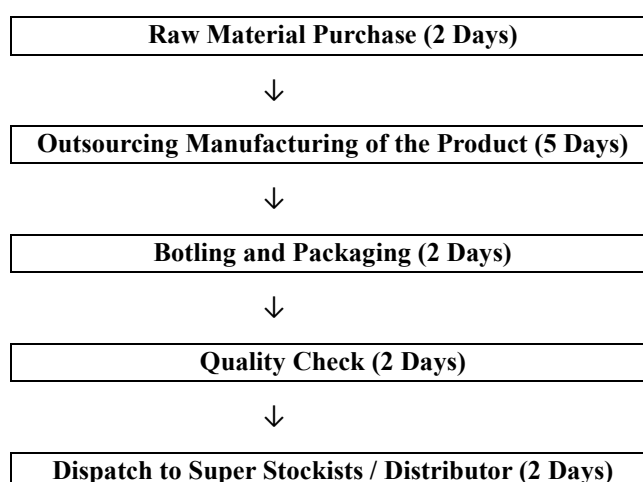 Raw Material Purchase (2 Days)
↓
Outsourcing Manufacturing of the Product (5 Days)
↓
Botling and Packaging (2 Days)
↓
Quality Check (2 Days)
↓
Dispatch to Super Stockists / Distributor (2 Days)